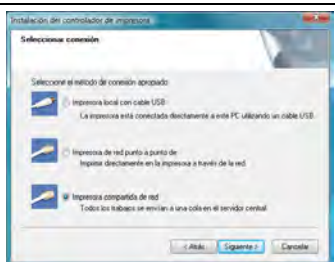 Instalación del controlador de impresora
Seleccionar conexión
Seleccione el método de conexión apropiado
Impresora local con cable USB
La impresora está conectada directamente a este PC utilizando un cable USB.
Impresora de red punto a punto de
Imprimir directamente en la impresora a través de la red.
Impresora compartida de red
Todos los trabajos se envían a una cola en el servidor central.
< Atrás
Siguiente >
Cancelar